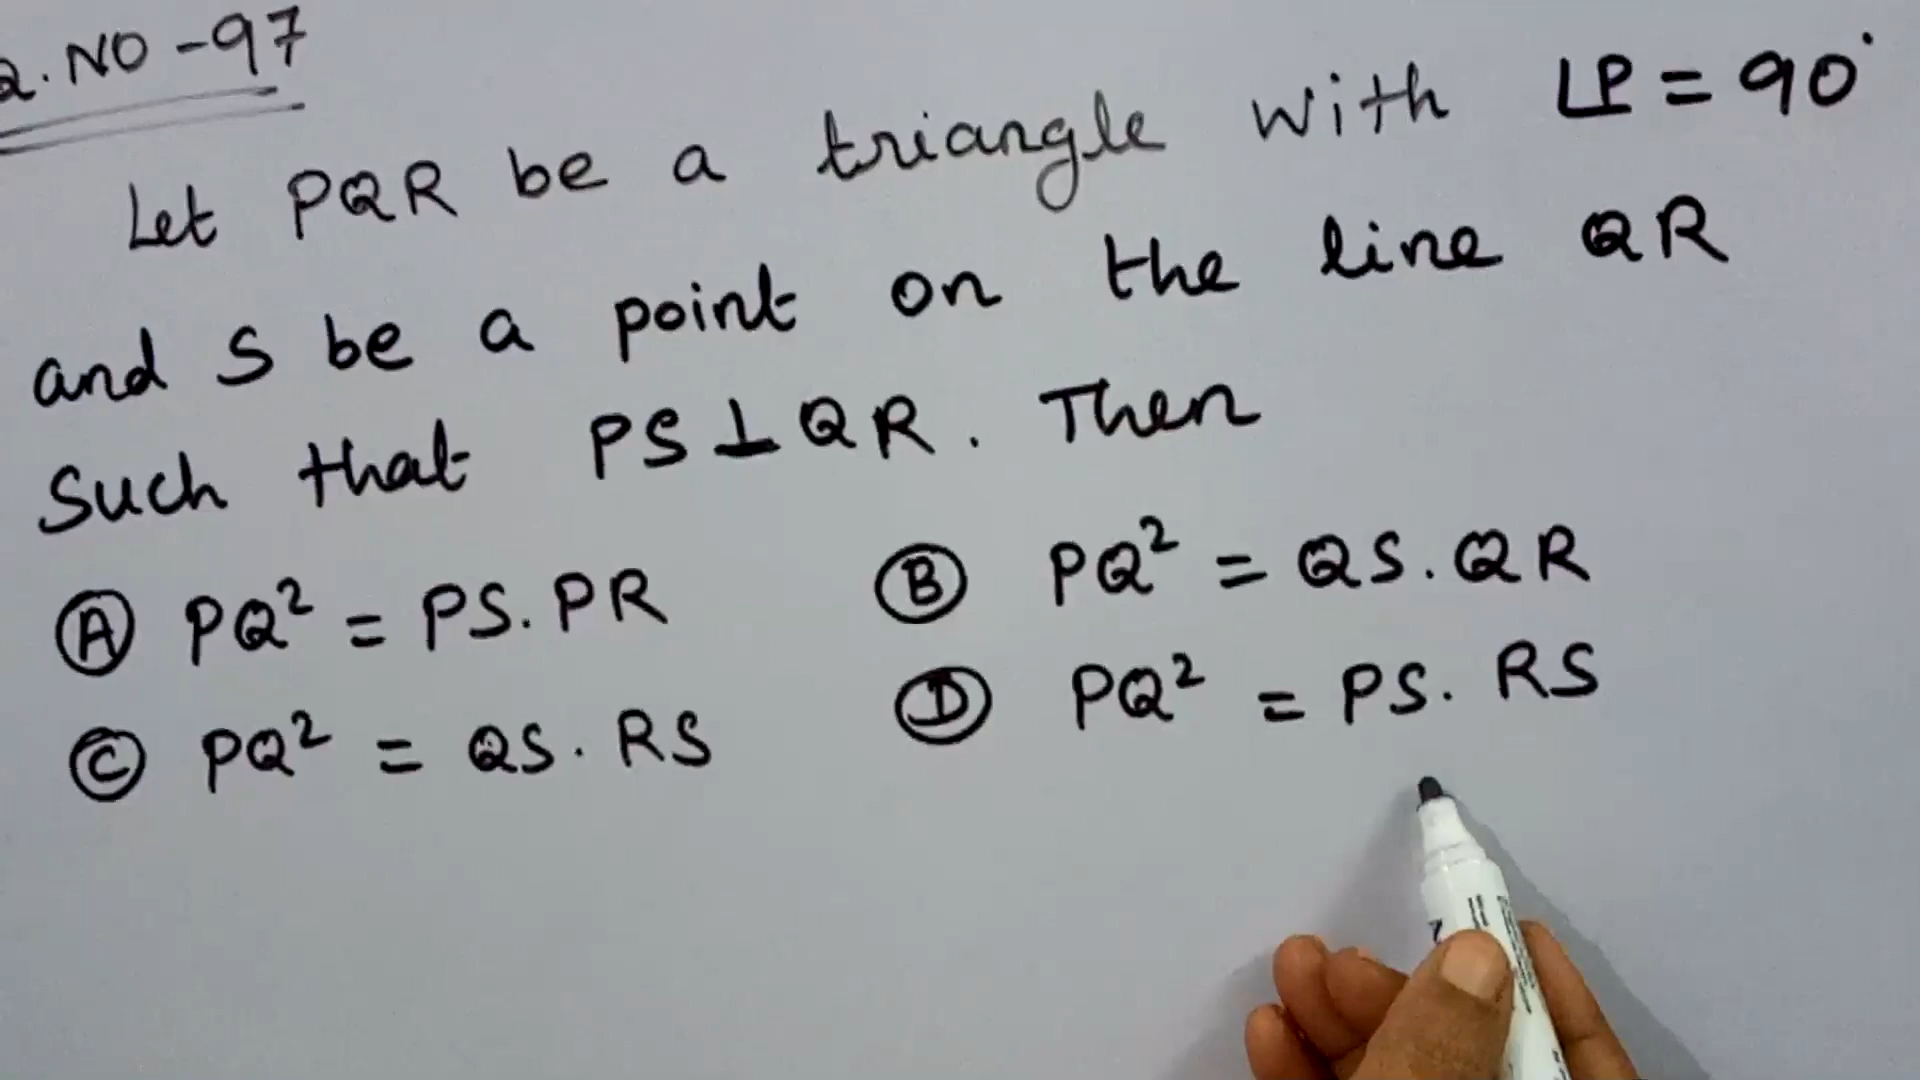 Q.NO -97
Let PQR be a triangle with ∠P = 90°
and S be a point on the line QR
Such that PS ⊥ QR. Then
Ⓐ PQ² = PS. PR Ⓑ PQ² = QS. QR
Ⓒ PQ² = QS. RS Ⓓ PQ² = PS. RS